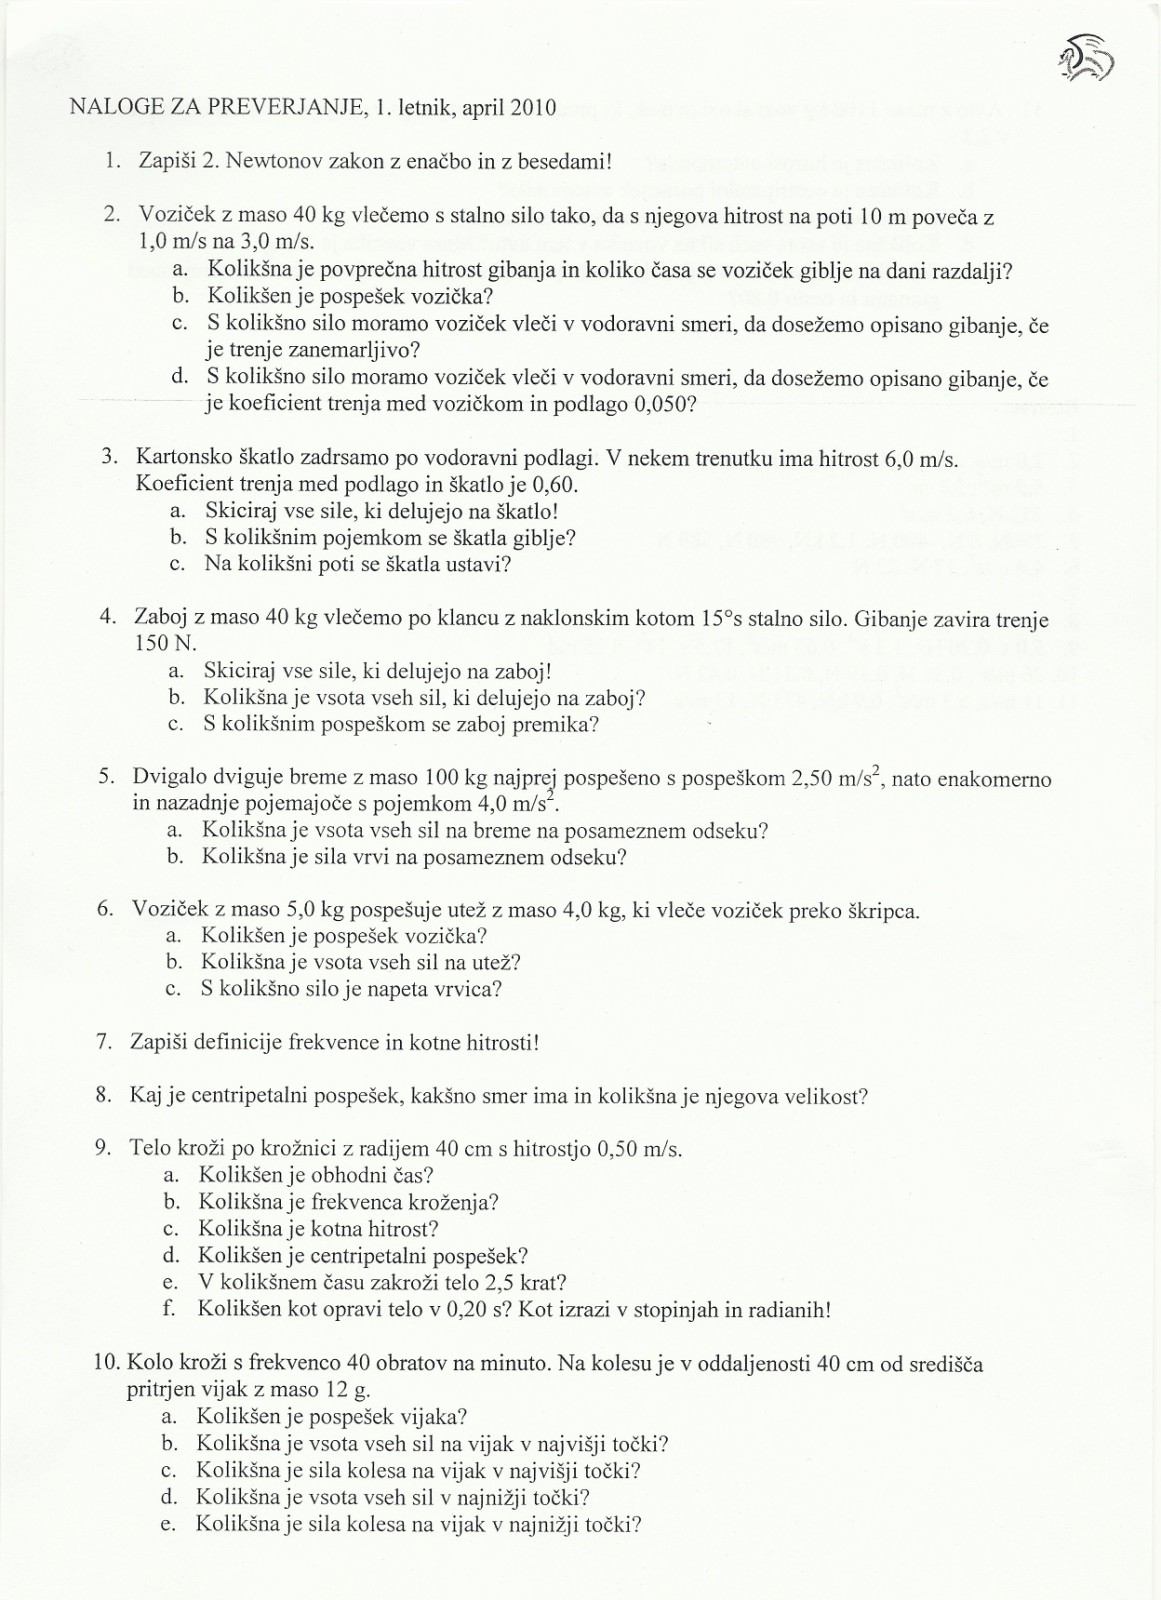 NALOGE ZA PREVERJANJE, 1. letnik, april 2010
1. Zapiši 2. Newtonov zakon z enačbo in z besedami!
2. Voziček z maso 40 kg vlečemo s stalno silo tako, da s njegova hitrost na poti 10 m poveča z
1,0 m/s na 3,0 m/s.
a. Kolikšna je povprečna hitrost gibanja in koliko časa se voziček giblje na dani razdalji?
b. Kolikšen je pospešek vozička?
c. S kolikšno silo moramo voziček vleči v vodoravni smeri, da dosežemo opisano gibanje, če
je trenje zanemarljivo?
d. S kolikšno silo moramo voziček vleči v vodoravni smeri, da dosežemo opisano gibanje, če
je koeficient trenja med vozičkom in podlago 0,050?
3. Kartonsko škatlo zadrsamo po vodoravni podlagi. V nekem trenutku ima hitrost 6,0 m/s.
Koeficient trenja med podlago in škatlo je 0,60.
a. Skiciraj vse sile, ki delujejo na škatlo!
b. S kolikšnim pojemkom se škatla giblje?
c. Na kolikšni poti se škatla ustavi?
4. Zaboj z maso 40 kg vlečemo po klancu z naklonskim kotom 15°s stalno silo. Gibanje zavira trenje
150 N.
a. Skiciraj vse sile, ki delujejo na zaboj!
b. Kolikšna je vsota vseh sil, ki delujejo na zaboj?
c. S kolikšnim pospeškom se zaboj premika?
5. Dvigalo dviguje breme z maso 100 kg najprej pospešeno s pospeškom 2,50 m/s², nato enakomerno
in nazadnje pojemajoče s pojemkom 4,0 m/s².
a. Kolikšna je vsota vseh sil na breme na posameznem odseku?
b. Kolikšna je sila vrvi na posameznem odseku?
6. Voziček z maso 5,0 kg pospešuje utež z maso 4,0 kg, ki vleče voziček preko škripca.
a. Kolikšen je pospešek vozička?
b. Kolikšna je vsota vseh sil na utež?
c. S kolikšno silo je napeta vrvica?
7. Zapiši definicije frekvence in kotne hitrosti!
8. Kaj je centripetalni pospešek, kakšno smer ima in kolikšna je njegova velikost?
9. Telo kroži po krožnici z radijem 40 cm s hitrostjo 0,50 m/s.
a. Kolikšen je obhodni čas?
b. Kolikšna je frekvenca kroženja?
c. Kolikšna je kotna hitrost?
d. Kolikšen je centripetalni pospešek?
e. V kolikšnem času zakroži telo 2,5 krat?
f. Kolikšen kot opravi telo v 0,20 s? Kot izrazi v stopinjah in radianih!
10. Kolo kroži s frekvenco 40 obratov na minuto. Na kolesu je v oddaljenosti 40 cm od središča
pritrjen vijak z maso 12 g.
a. Kolikšen je pospešek vijaka?
b. Kolikšna je vsota vseh sil na vijak v najvišji točki?
c. Kolikšna je sila kolesa na vijak v najvišji točki?
d. Kolikšna je vsota vseh sil v najnižji točki?
e. Kolikšna je sila kolesa na vijak v najnižji točki?